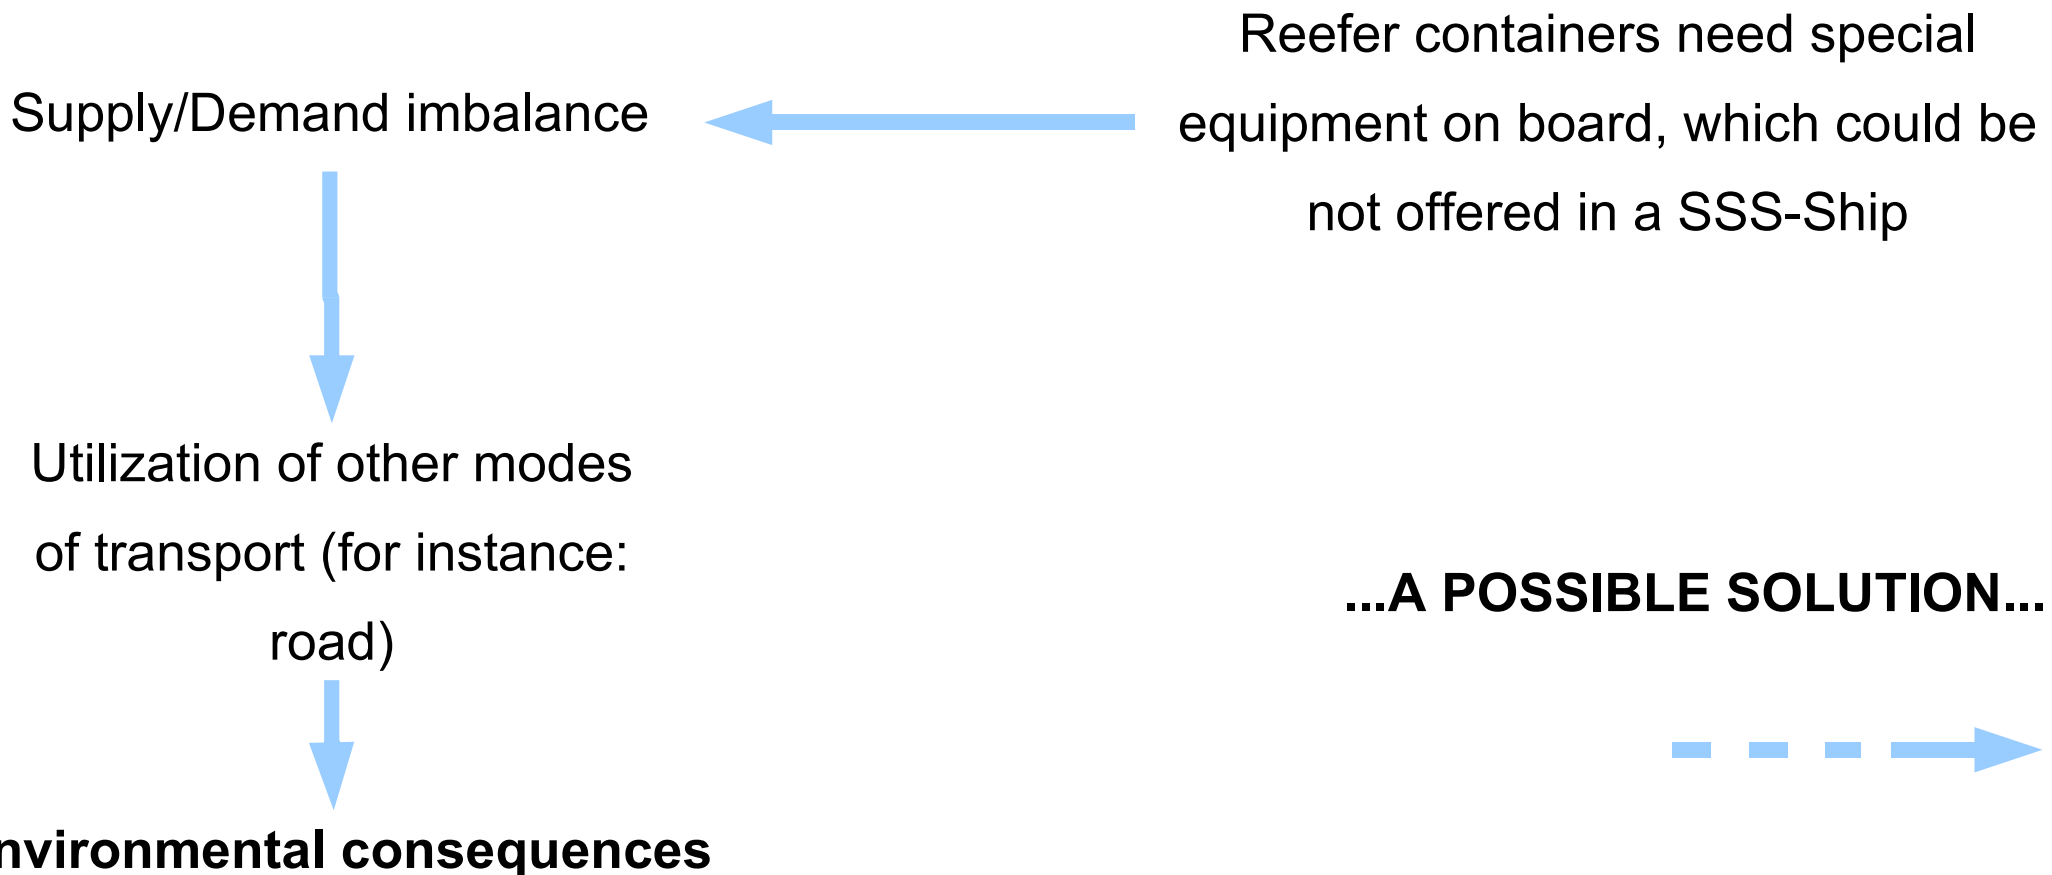 Reefer containers need special
equipment on board, which could be
not offered in a SSS-Ship
Supply/Demand imbalance
Utilization of other modes
of transport (for instance:
road)
...A POSSIBLE SOLUTION...
nvironmental consequences